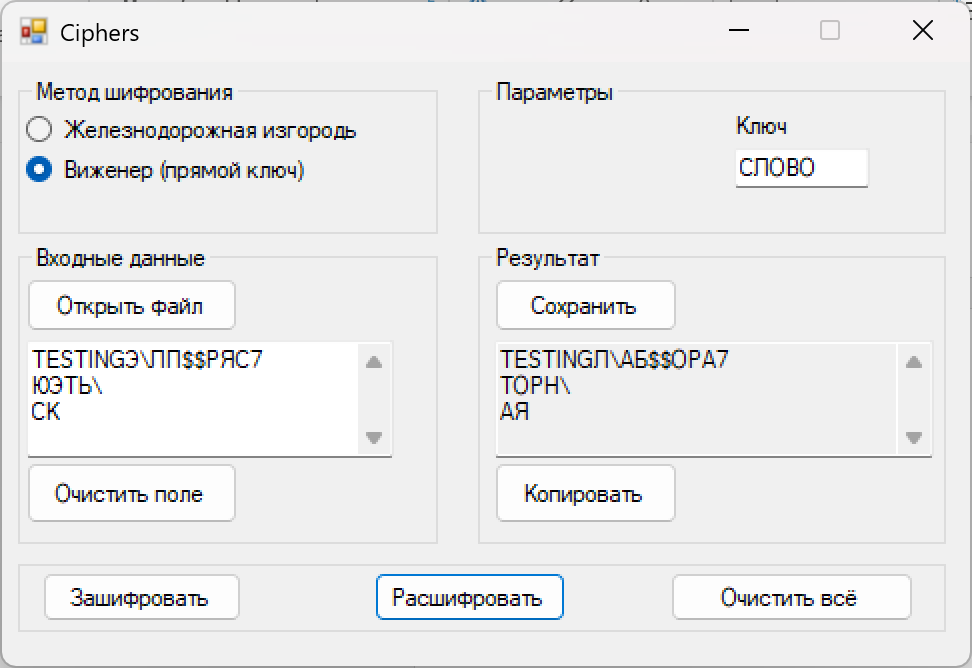 Ciphers
Метод шифрования
Железнодорожная изгородь
Виженер (прямой ключ)
Параметры
Ключ
СЛОВО
Входные данные
Открыть файл
TESTINGЭ\ПП$$РЯС7
ЮЭТЬ\
СК
Очистить поле
Результат
Сохранить
TESTINGЛ\АБ$$ОРА7
ТОРН\
АЯ
Копировать
Зашифровать
Расшифровать
Очистить всё